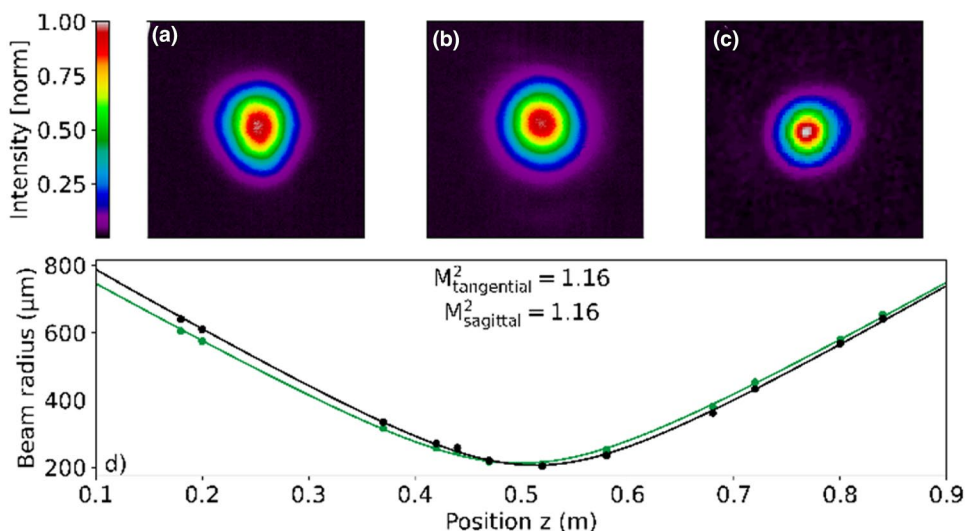 1.00
0.75
0.50
0.25
Intensity [norm]
(a)
(b)
(c)
800
600
400
200
Beam radius (µm)
M²tangential = 1.16
M²sagittal = 1.16
d)
0.1 0.2 0.3 0.4 0.5 0.6 0.7 0.8 0.9
Position z (m)